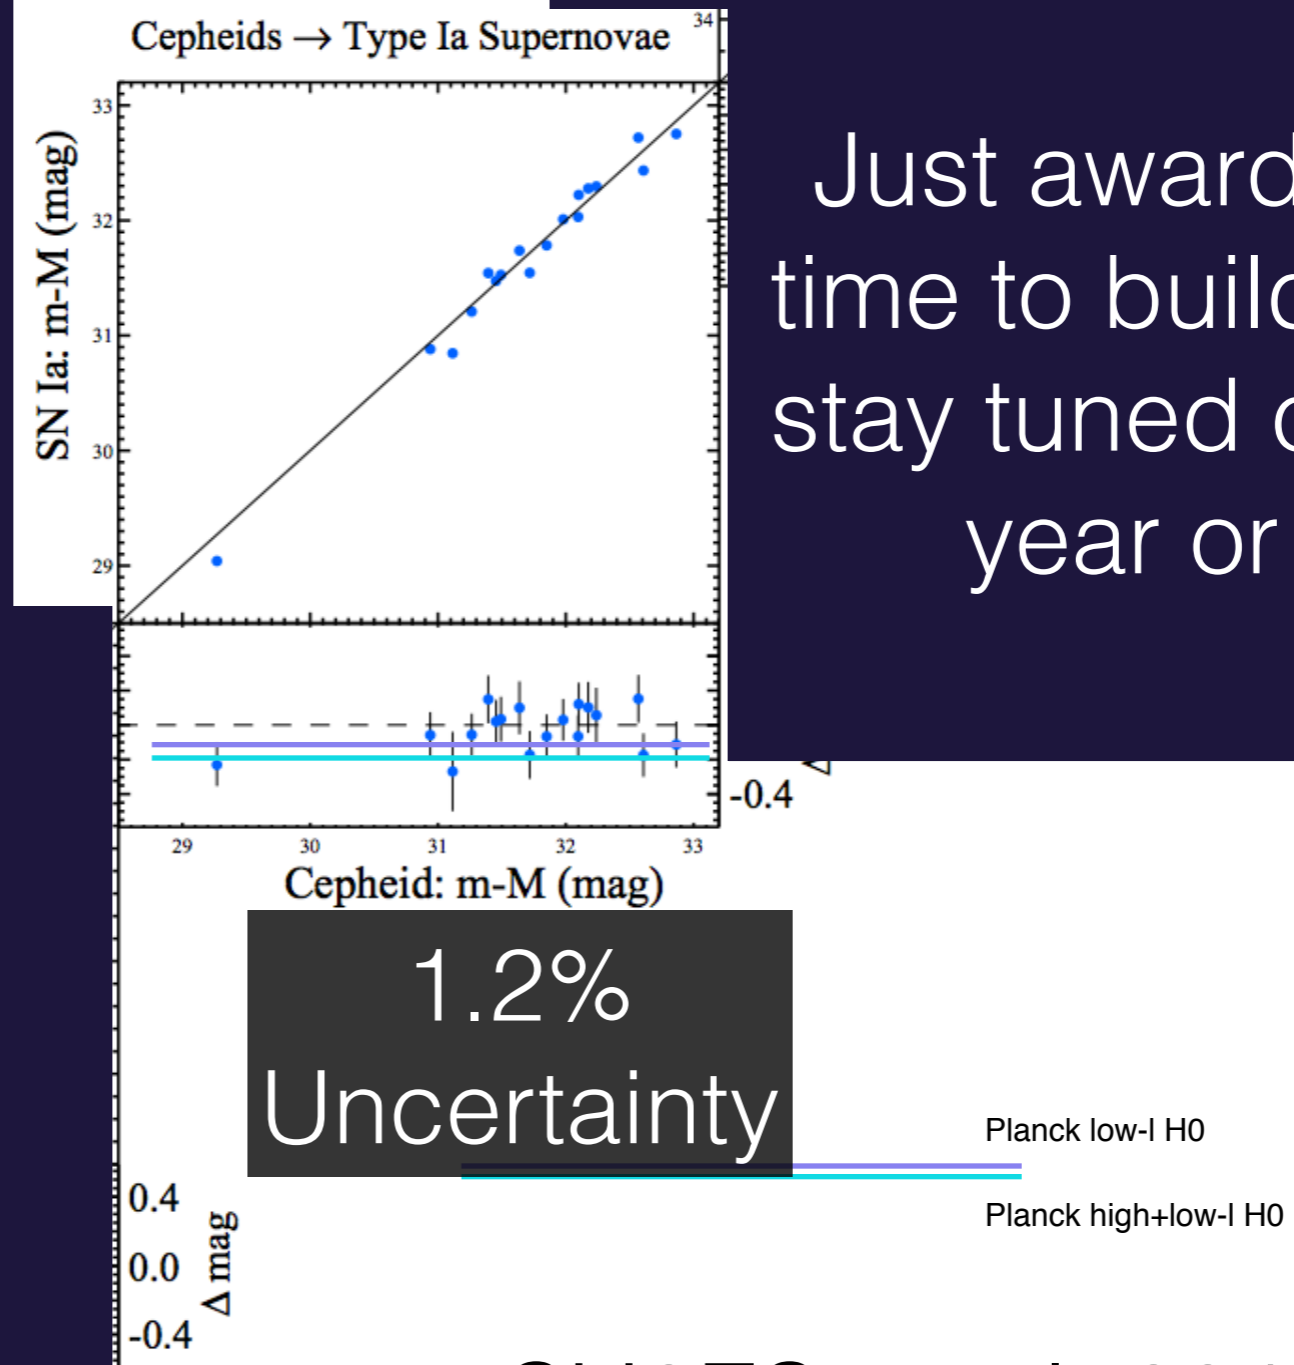 Cepheids → Type Ia Supernovae
34
33
32
31
30
29
SN Ia: m-M (mag)
Just award
time to build
stay tuned
year or
-0.4
Δ
29 30 31 32 33
Cepheid: m-M (mag)
1.2%
Uncertainty
Planck low-l H0
Planck high+low-l H0
0.4
0.0
-0.4
Δ mag